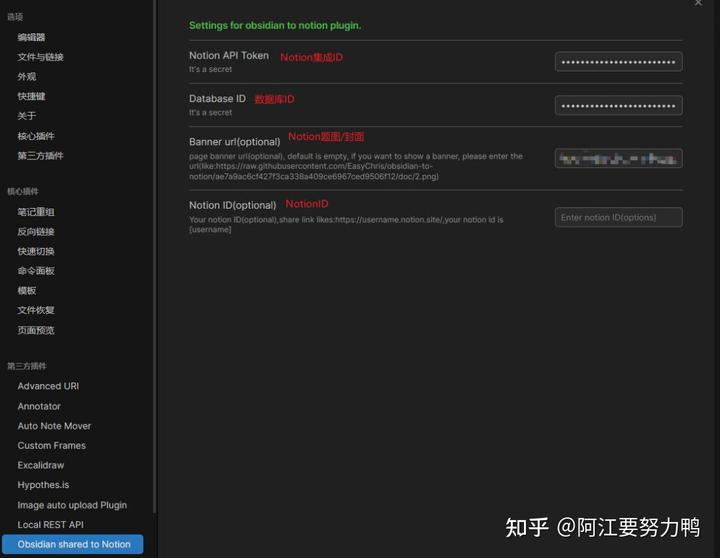 选项
编辑器
文件与链接
外观
快捷键
关于
核心插件
第三方插件
核心插件
笔记重组
反向链接
快速切换
命令面板
模板
文件恢复
页面预览
第三方插件
Advanced URI
Annotator
Auto Note Mover
Custom Frames
Excalidraw
Hypothes.is
Image auto upload Plugin
Local REST API
Obsidian shared to Notion
Settings for obsidian to notion plugin.
Notion API Token Notion集成ID
It's a secret
Database ID 数据库ID
It's a secret
Banner url(optional) Notion题图/封面
page banner url(optional), default is empty, if you want to show a banner, please enter the
url(like:https://raw.githubusercontent.com/EasyChris/obsidian-to-
notion/ae7a9ac6cf427f3ca338a409ce6967ced9506f12/doc/2.png)
Notion ID(optional) NotionID
Your notion ID(optional),share link likes:https://username.notion.site/,your notion id is
[username]
Enter notion ID(options)
知乎 @阿江要努力鸭